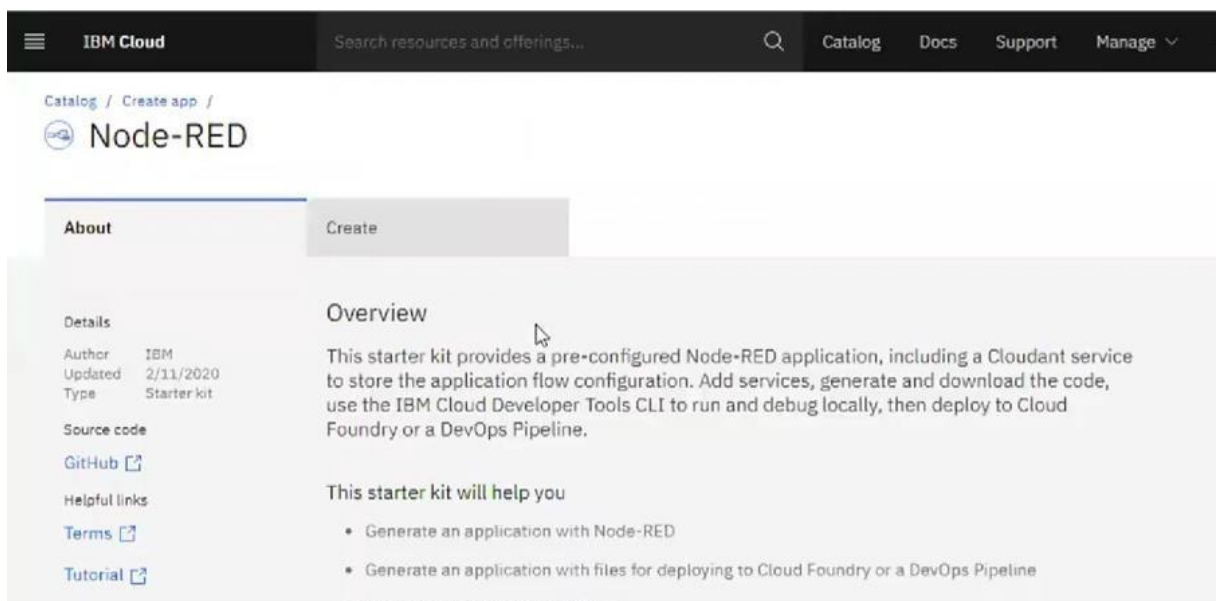 IBM Cloud
Search resources and offerings...
Catalog
Docs
Support
Manage
Catalog / Create app /
Node-RED
About
Create
Details
Author IBM
Updated 2/11/2020
Type Starter kit
Source code
GitHub
Helpful links
Terms
Tutorial
Overview
This starter kit provides a pre-configured Node-RED application, including a Cloudant service
to store the application flow configuration. Add services, generate and download the code,
use the IBM Cloud Developer Tools CLI to run and debug locally, then deploy to Cloud
Foundry or a DevOps Pipeline.
This starter kit will help you
• Generate an application with Node-RED
• Generate an application with files for deploying to Cloud Foundry or a DevOps Pipeline